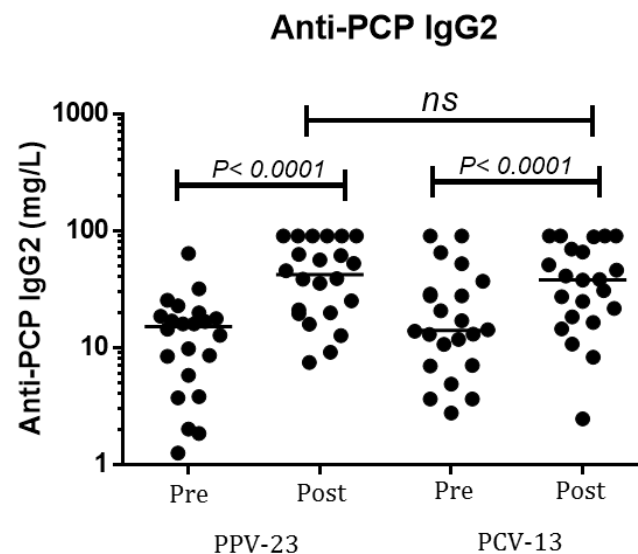 Anti-PCP IgG2
Anti-PCP IgG2 (mg/L)
1000
100
10
1
ns
P< 0.0001
P< 0.0001
Pre
Post
Pre
Post
PPV-23
PCV-13